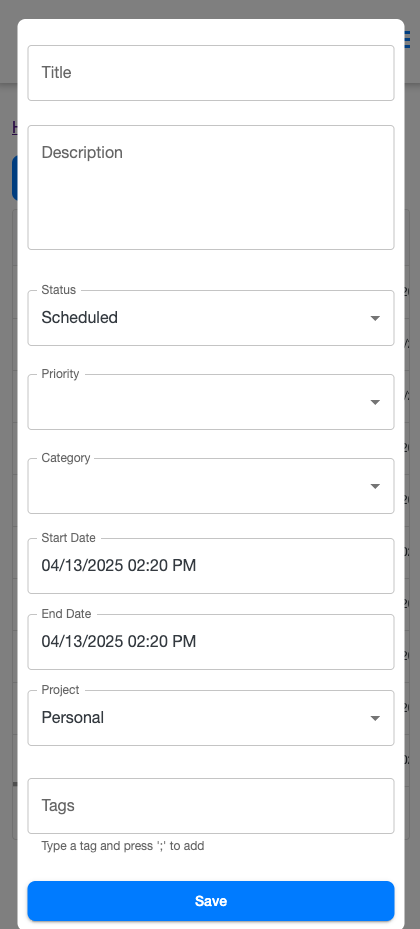 Title
Description
Status
Scheduled
Priority
Category
Start Date
04/13/2025 02:20 PM
End Date
04/13/2025 02:20 PM
Project
Personal
Tags
Type a tag and press ';' to add
Save